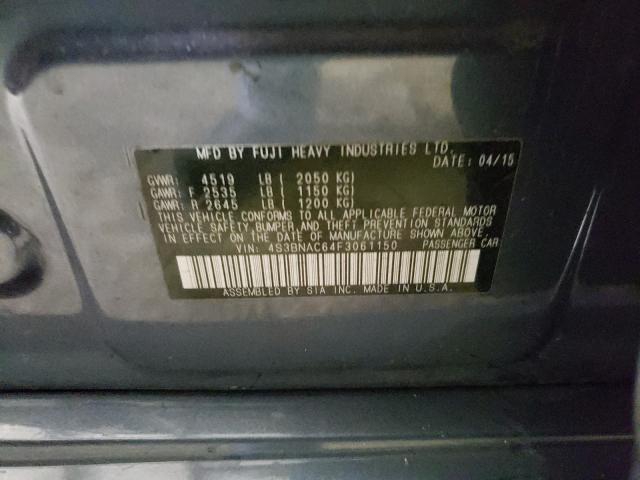 MFD BY FUJI HEAVY INDUSTRIES LTD.
DATE: 04/15
GVWR: 4519 LB ( 2050 KG)
GAWR: F 2535 LB ( 1150 KG)
GAWR: R 2645 LB ( 1200 KG)
THIS VEHICLE CONFORMS TO ALL APPLICABLE FEDERAL MOTOR
VEHICLE SAFETY, BUMPER, AND THEFT PREVENTION STANDARDS
IN EFFECT ON THE DATE OF MANUFACTURE SHOWN ABOVE.
VIN: 4S3BNAC64F3061150 PASSENGER CAR
ASSEMBLED BY SIA INC. MADE IN U.S.A.